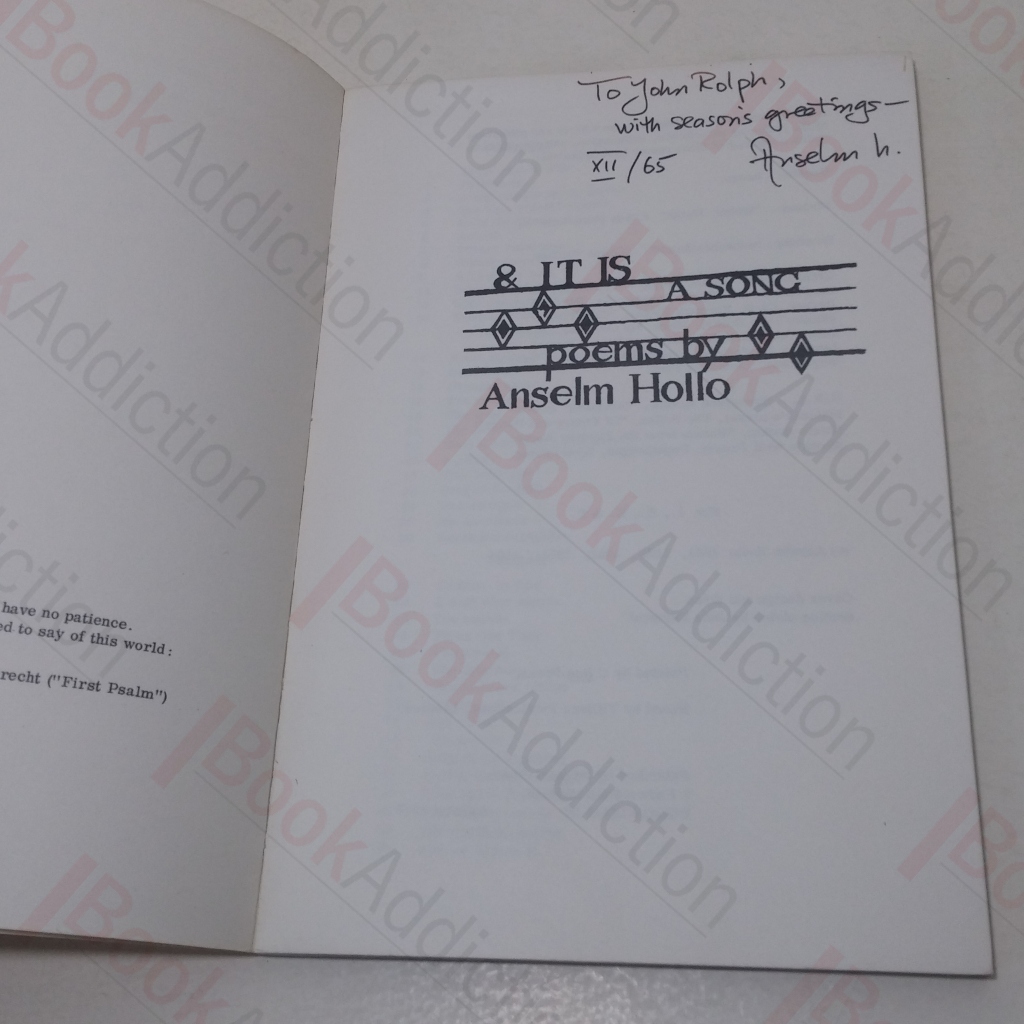 have no patience.
ed to say of this world:
recht ("First Psalm")
To John Rolph,
with season's greetings—
XII/65 Anselm h.
& IT IS
A SONG
poems by
Anselm Hollo
BookAddiction